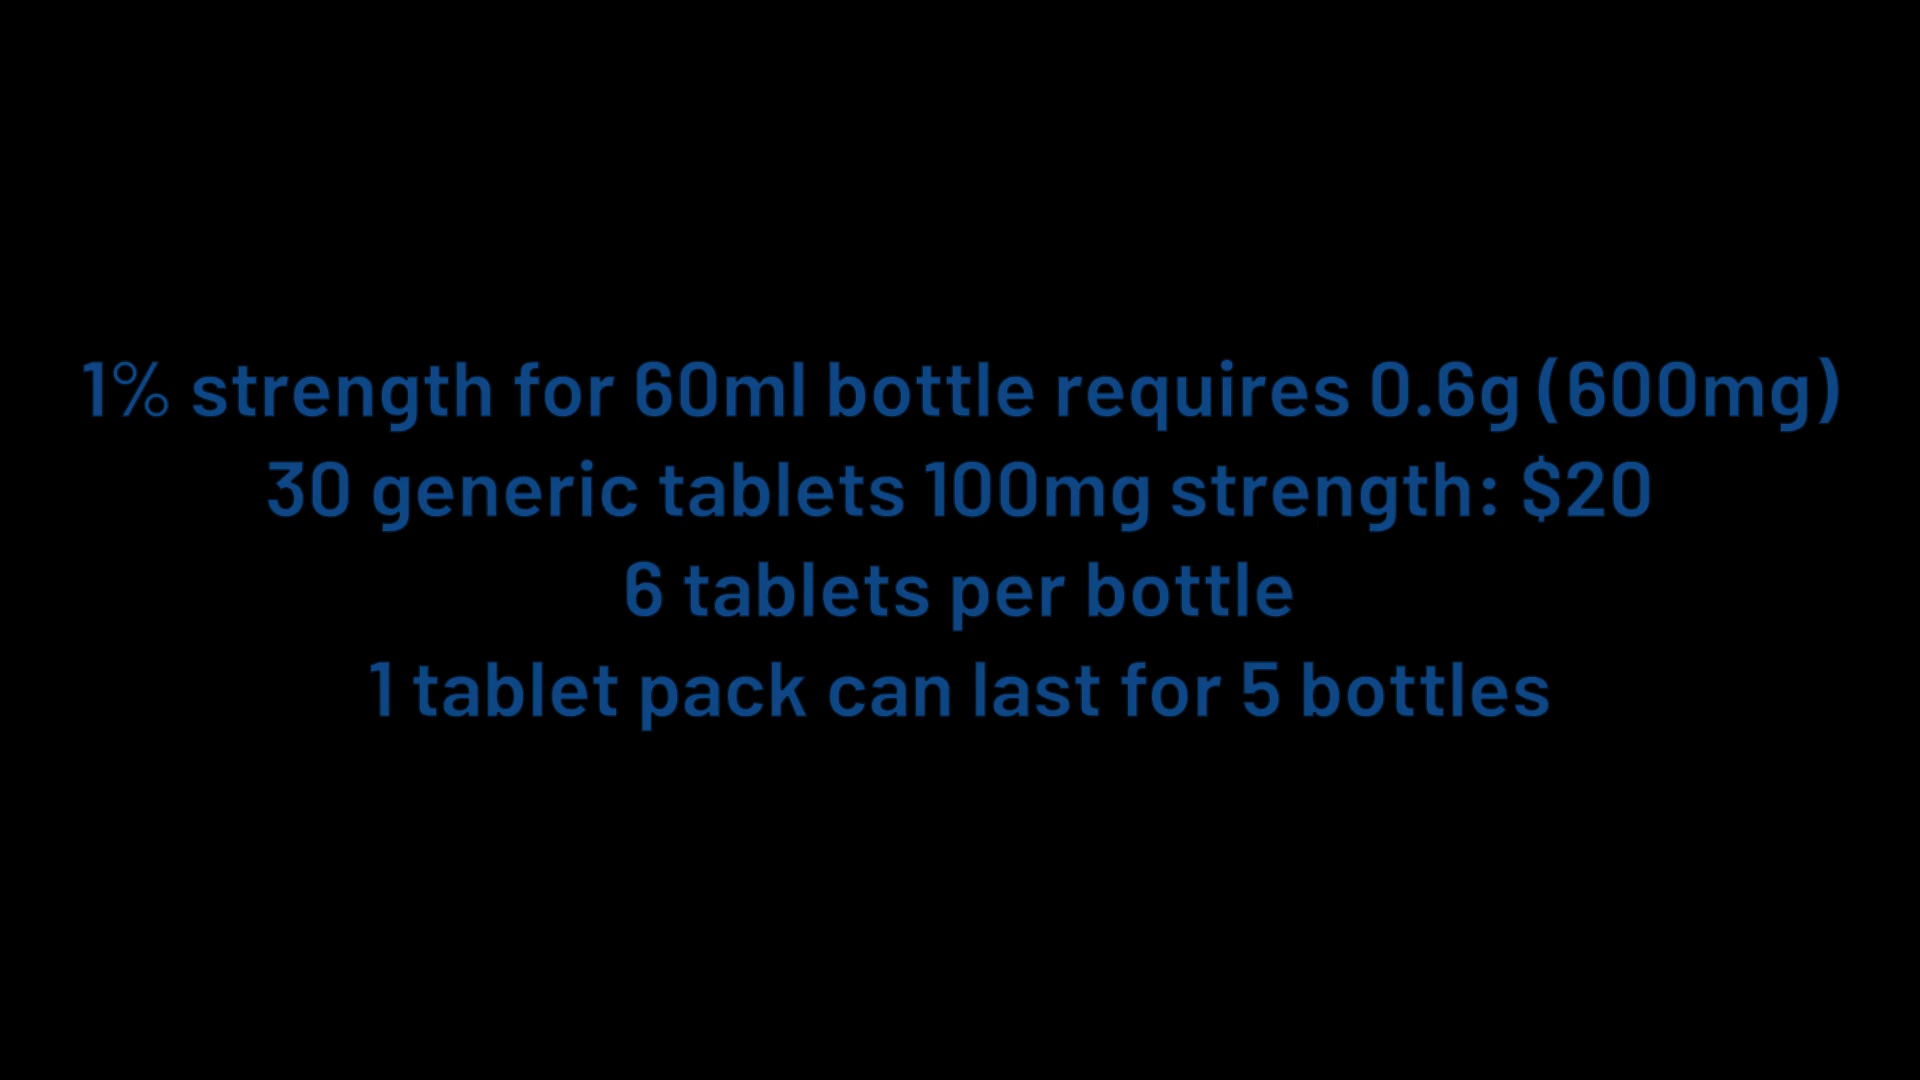 1% strength for 60ml bottle requires 0.6g (600mg)
30 generic tablets 100mg strength: $20
6 tablets per bottle
1 tablet pack can last for 5 bottles